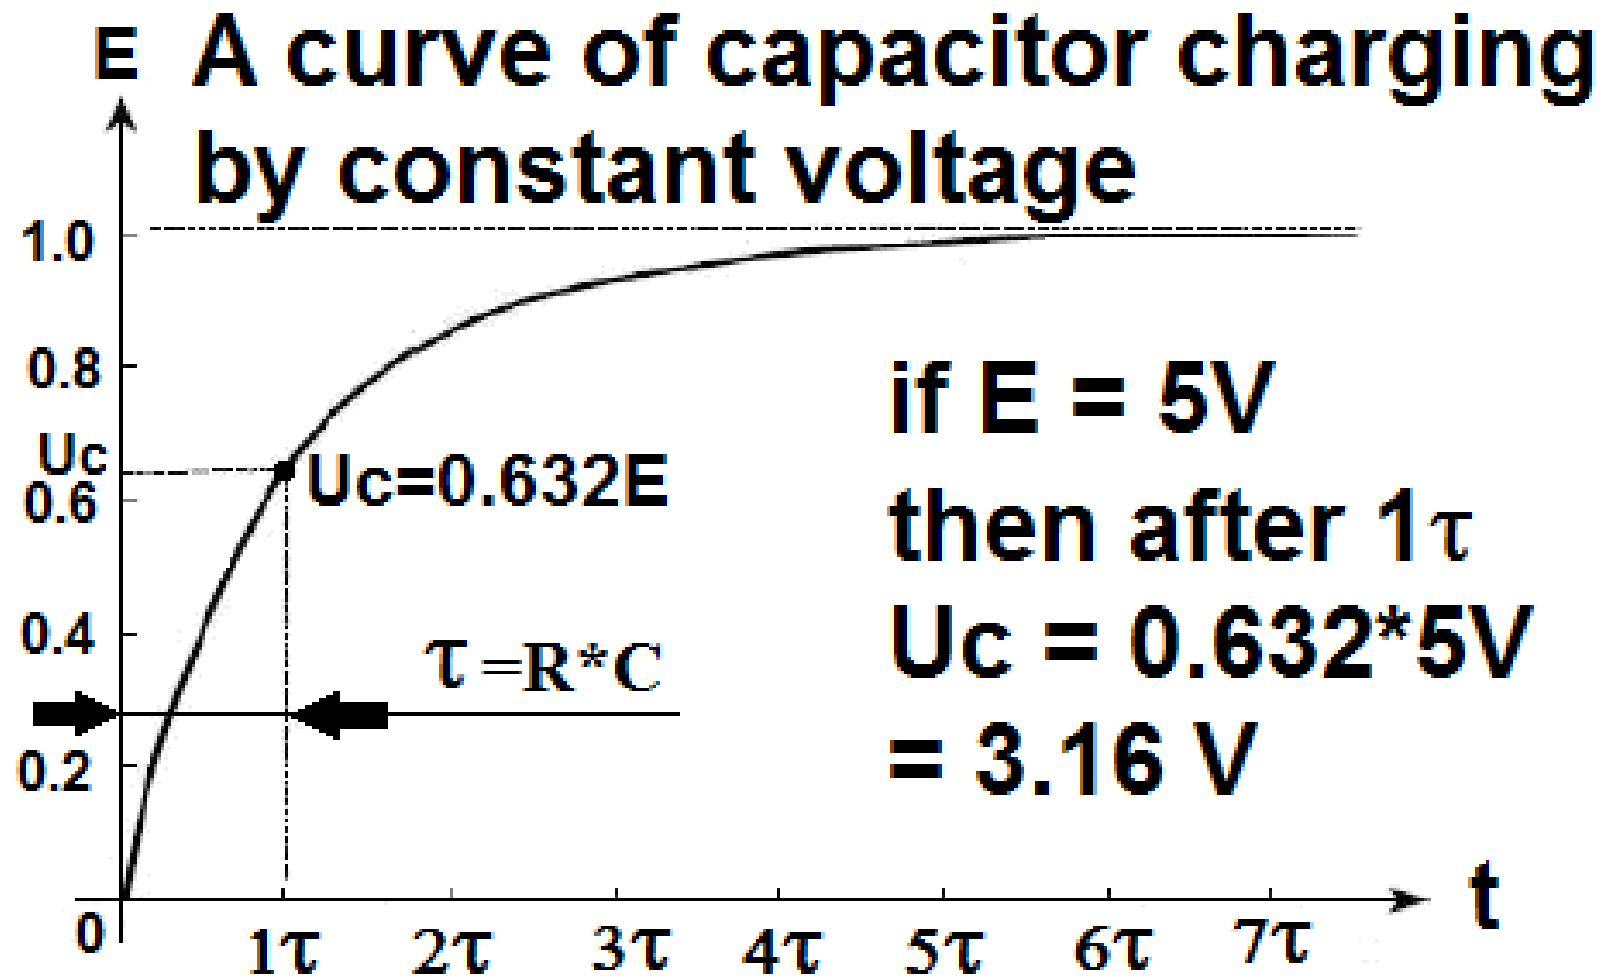 E
A curve of capacitor charging
by constant voltage
1.0
0.8
Uc
0.6
0.4
0.2
0
Uc=0.632E
τ=R*C
if E = 5V
then after 1τ
Uc = 0.632*5V
= 3.16 V
1τ 2τ 3τ 4τ 5τ 6τ 7τ
t